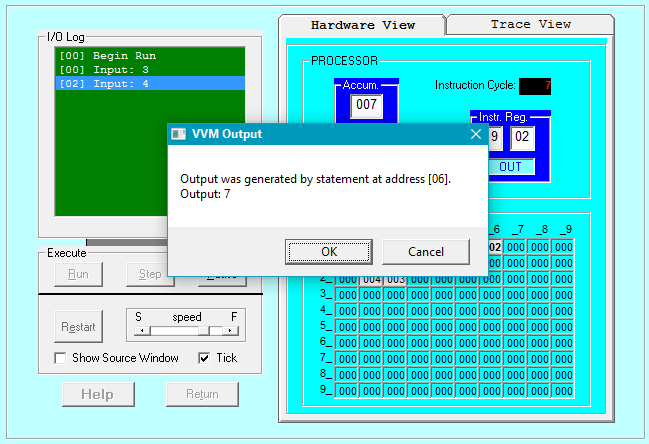 Hardware View
Trace View
I/O Log
[00] Begin Run
[00] Input: 3
[02] Input: 4
PROCESSOR
Accum.
007
Instruction Cycle:
7
Instr. Reg.
9 02
OUT
VVM Output
Output was generated by statement at address [06].
Output: 7
OK
Cancel
_6 _7 _8 _9
02 000 000 000
000 000 000
2_ 000 004 003 000 000 000 000 000 000 000
3_ 000 000 000 000 000 000 000 000 000 000
4_ 000 000 000 000 000 000 000 000 000 000
5_ 000 000 000 000 000 000 000 000 000 000
6_ 000 000 000 000 000 000 000 000 000 000
7_ 000 000 000 000 000 000 000 000 000 000
8_ 000 000 000 000 000 000 000 000 000 000
9_ 000 000 000 000 000 000 000 000 000 000
Execute
Run
Step
Restart
S speed F
Show Source Window
Tick
Help
Return